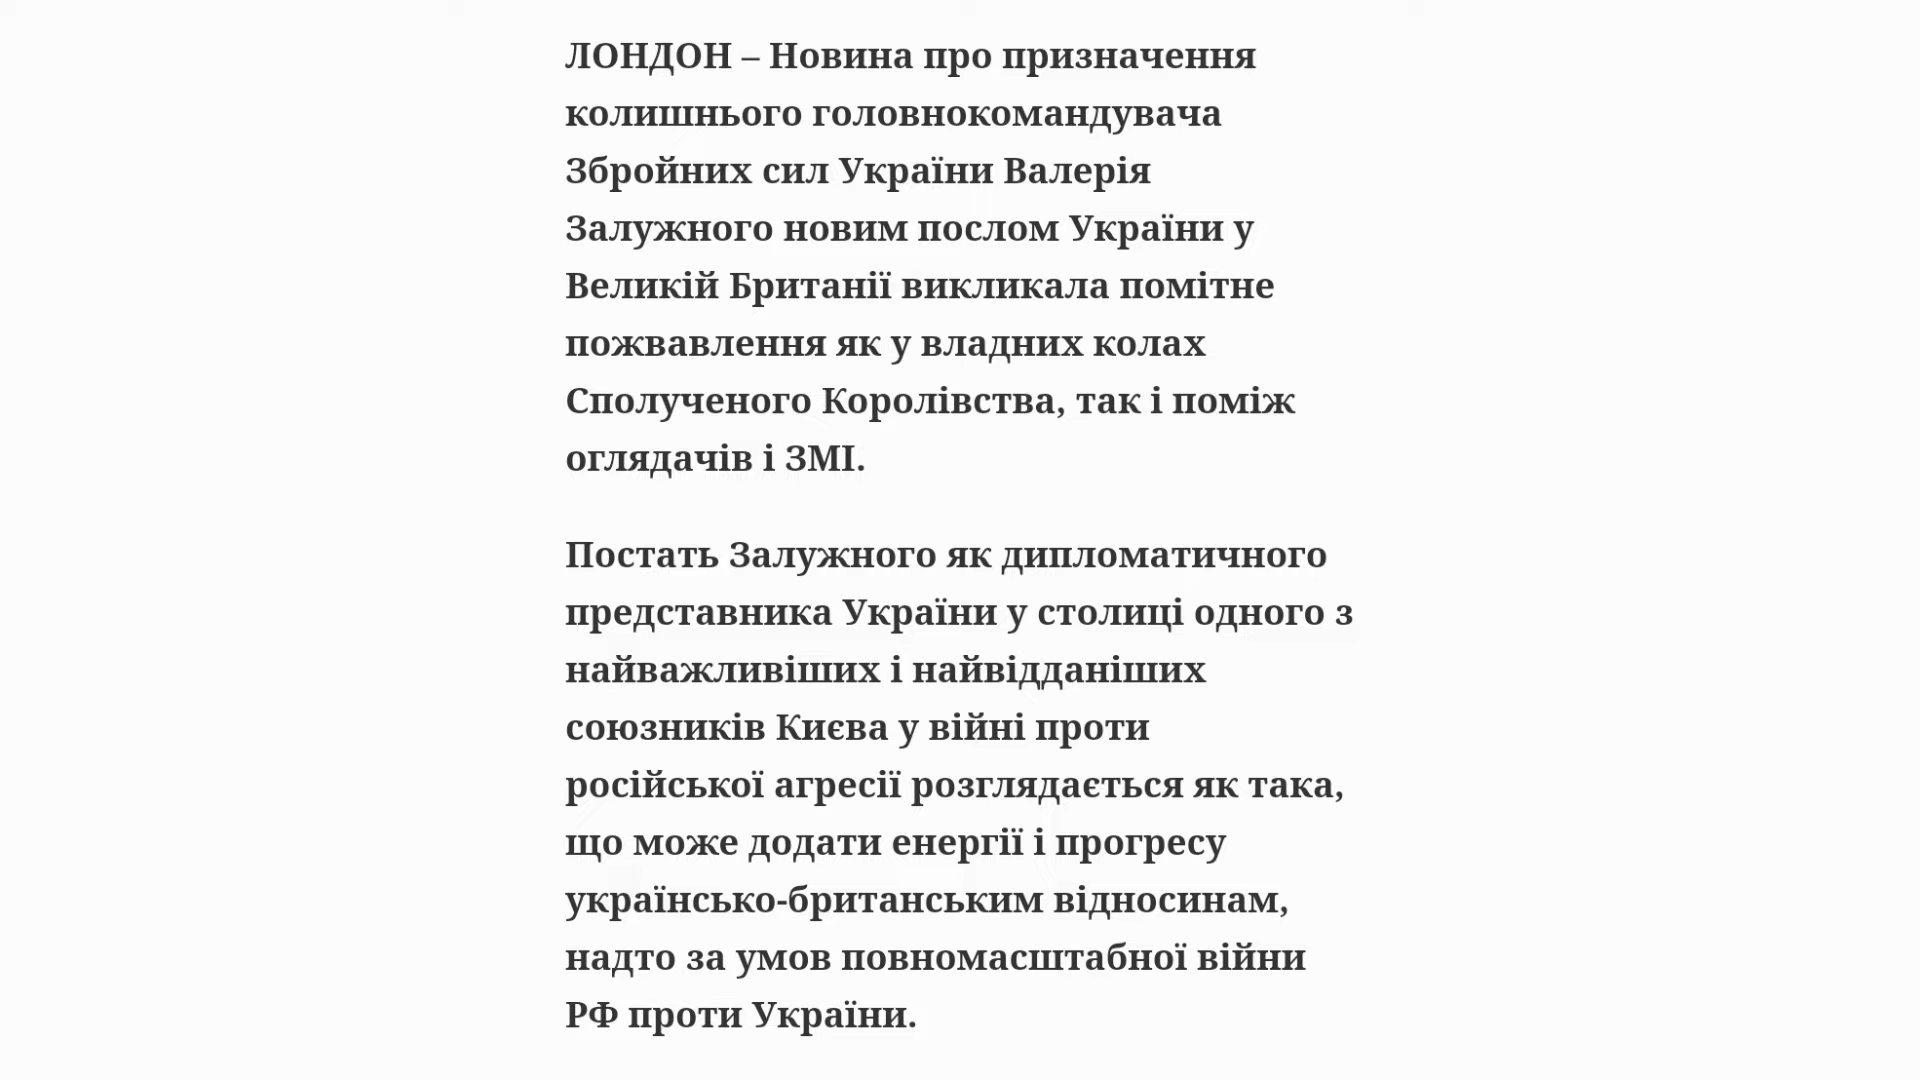 ЛОНДОН – Новина про призначення
колишнього головнокомандувача
Збройних сил України Валерія
Залужного новим послом України у
Великій Британії викликала помітне
пожвавлення як у владних колах
Сполученого Королівства, так і поміж
оглядачів і ЗМІ.
Постать Залужного як дипломатичного
представника України у столиці одного з
найважливіших і найвідданіших
союзників Києва у війні проти
російської агресії розглядається як така,
що може додати енергії і прогресу
українсько-британським відносинам,
надто за умов повномасштабної війни
РФ проти України.